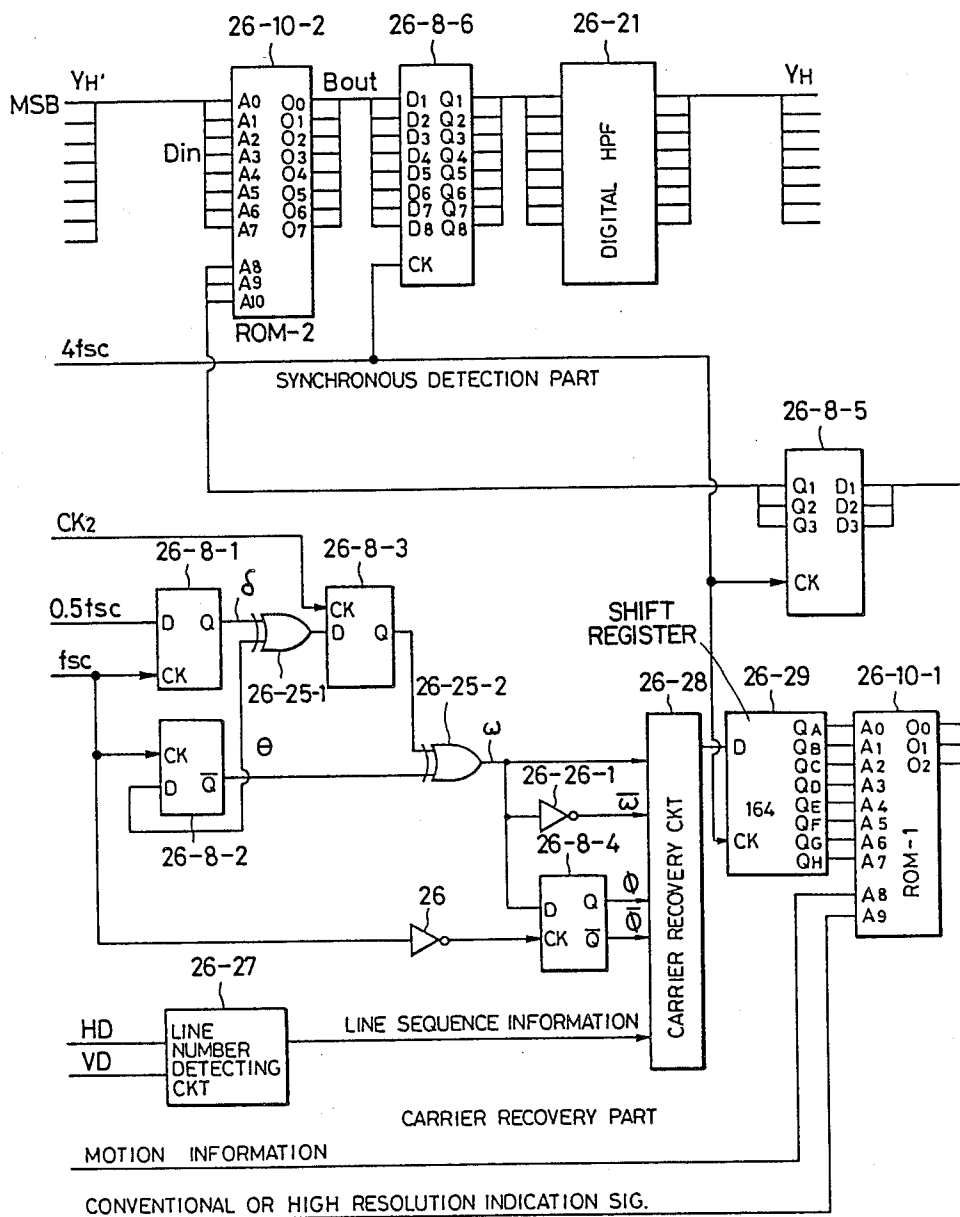 26-10-2 26-8-6 26-21
YH' Bout YH
MSB
Din
A0 O0 D1 Q1
A1 O1 D2 Q2
A2 O2 D3 Q3
A3 O3 D4 Q4
A4 O4 D5 Q5
A5 O5 D6 Q6
A6 O6 D7 Q7
A7 O7 D8 Q8
DIGITAL HPF
A8 CK
A9
A10
ROM-2
4fsc
SYNCHRONOUS DETECTION PART
26-8-5
Q1 D1
Q2 D2
Q3 D3
CK
CK2
26-8-1 26-8-3
δ
0.5fsc D Q
CK
D Q
fsc CK
26-25-1
26-25-2
SHIFT
REGISTER
26-28 26-29 26-10-1
CK θ
D Q̅
26-8-2
ω
26-26-1
ω̅
26-8-4
D Q ϕ
CK Q̅ ϕ̅
26
CARRIER RECOVERY CKT
D QA A0 O0
QB A1 O1
QC A2 O2
QD A3
164 QE A4
QF A5
CK QG A6
QH A7
A8
A9
ROM-1
26-27
HD LINE
NUMBER
VD DETECTING
CKT
LINE SEQUENCE INFORMATION
CARRIER RECOVERY PART
MOTION INFORMATION
CONVENTIONAL OR HIGH RESOLUTION INDICATION SIG.